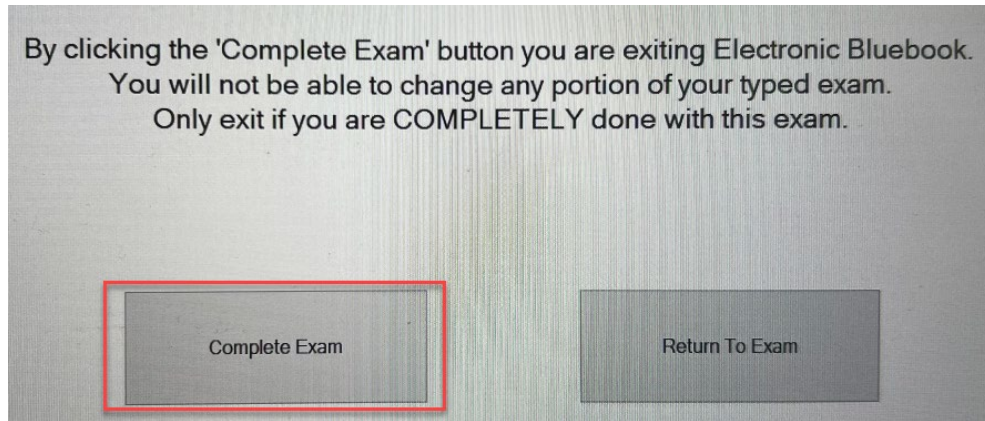 By clicking the 'Complete Exam' button you are exiting Electronic Bluebook.
You will not be able to change any portion of your typed exam.
Only exit if you are COMPLETELY done with this exam.
Complete Exam
Return To Exam